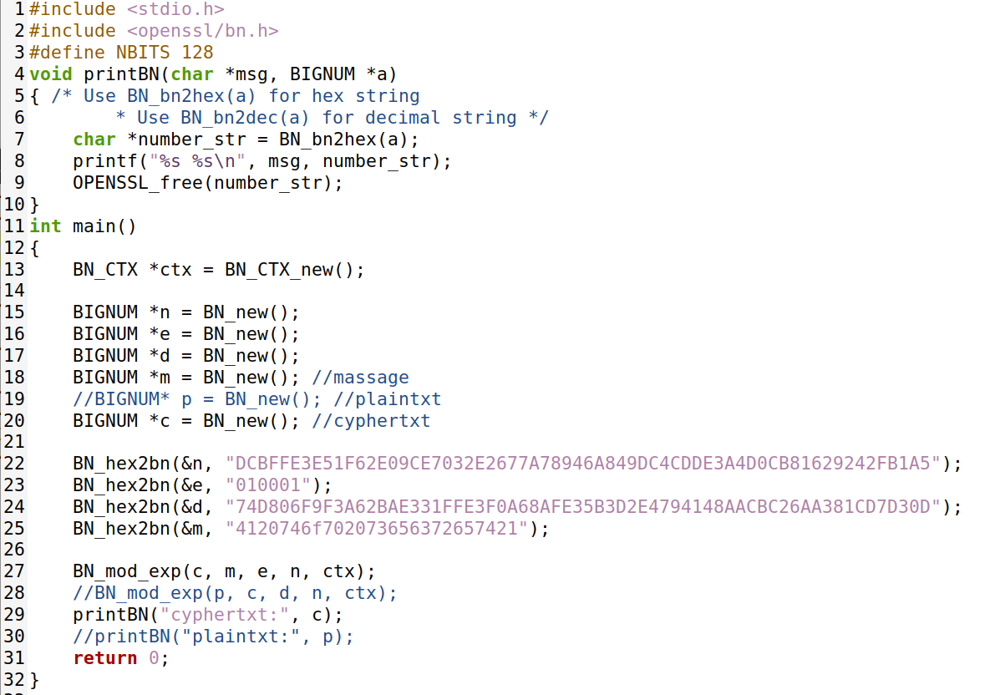 1 #include <stdio.h>
2 #include <openssl/bn.h>
3 #define NBITS 128
4 void printBN(char *msg, BIGNUM *a)
5 { /* Use BN_bn2hex(a) for hex string
6         * Use BN_bn2dec(a) for decimal string */
7     char *number_str = BN_bn2hex(a);
8     printf("%s %s\n", msg, number_str);
9     OPENSSL_free(number_str);
10 }
11 int main()
12 {
13     BN_CTX *ctx = BN_CTX_new();
14
15     BIGNUM *n = BN_new();
16     BIGNUM *e = BN_new();
17     BIGNUM *d = BN_new();
18     BIGNUM *m = BN_new(); //massage
19     //BIGNUM* p = BN_new(); //plaintxt
20     BIGNUM *c = BN_new(); //cyphertxt
21
22     BN_hex2bn(&n, "DCBFFE3E51F62E09CE7032E2677A78946A849DC4CDDE3A4D0CB81629242FB1A5");
23     BN_hex2bn(&e, "010001");
24     BN_hex2bn(&d, "74D806F9F3A62BAE331FFE3F0A68AFE35B3D2E4794148AACBC26AA381CD7D30D");
25     BN_hex2bn(&m, "4120746f702073656372657421");
26
27     BN_mod_exp(c, m, e, n, ctx);
28     //BN_mod_exp(p, c, d, n, ctx);
29     printBN("cyphertxt:", c);
30     //printBN("plaintxt:", p);
31     return 0;
32 }